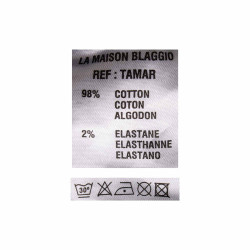 LA MAISON BLAGGIO
REF : TAMAR
98% COTTON
COTON
ALGODON
2% ELASTANE
ELASTHANNE
ELASTANO
30°